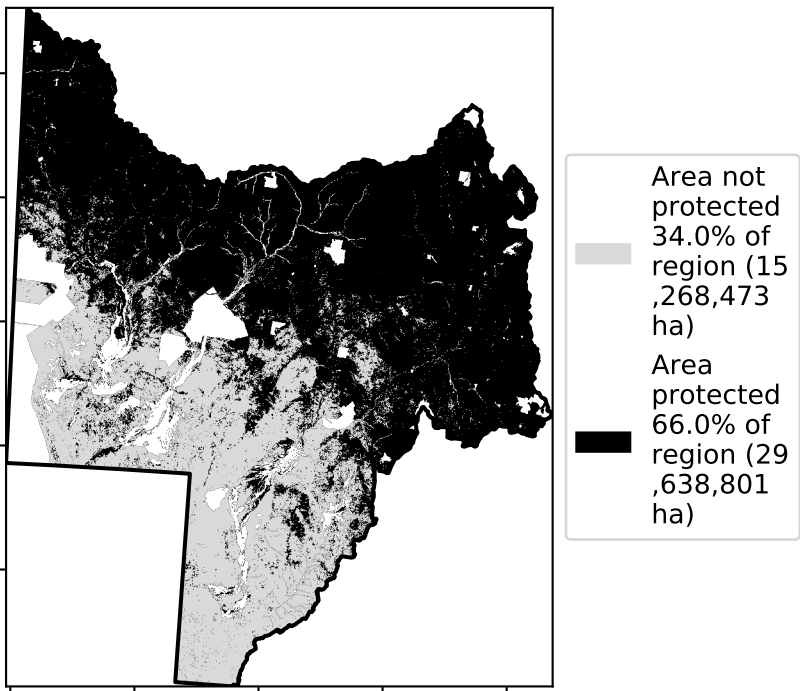 Area not
protected
34.0% of
region (15
,268,473
ha)
Area
protected
66.0% of
region (29
,638,801
ha)